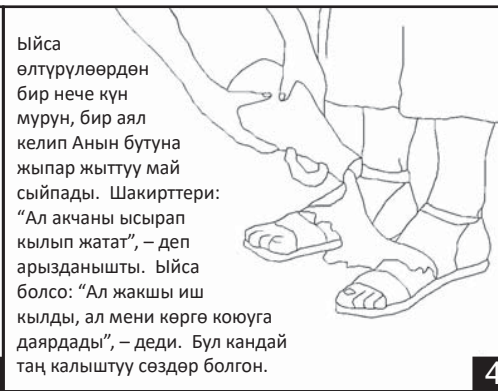 Ыйса
өлтүрүлөөрдөн
бир нече күн
мурун, бир аял
келип Анын бутуна
жыпар жыттуу май
сыйпады. Шакирттери:
“Ал акчаны ысырап
кылып жатат”, – деп
арызданышты. Ыйса
болсо: “Ал жакшы иш
кылды, ал мени көргө коюуга
даярдады”, – деди. Бул кандай
таң калыштуу сөздөр болгон.
4